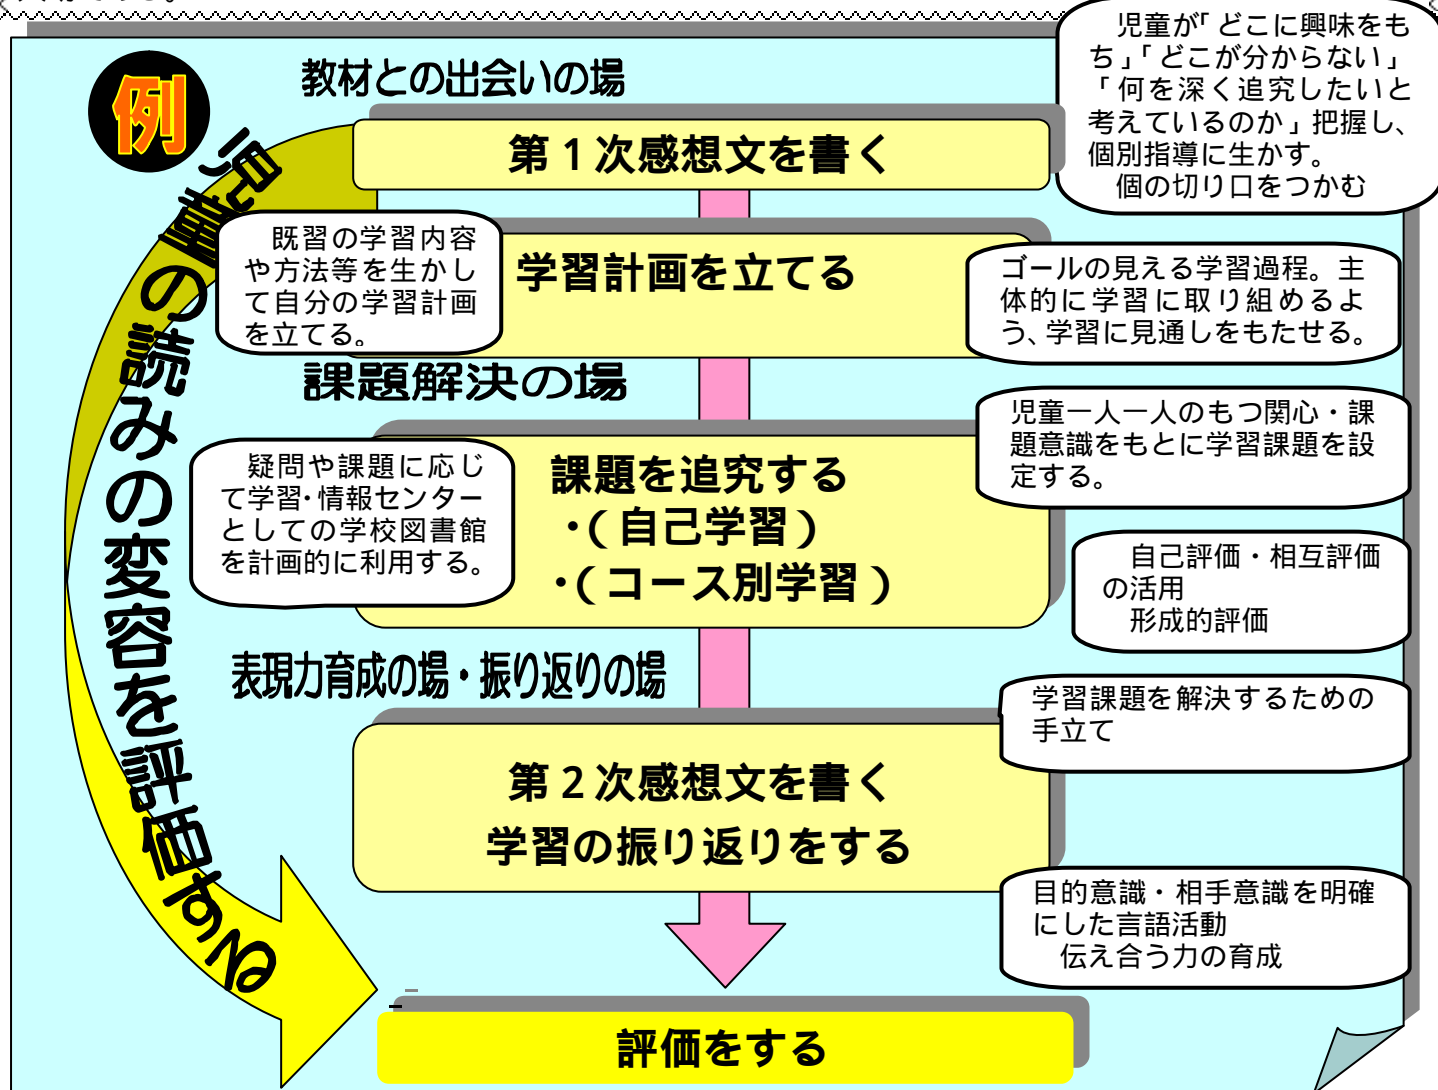 例
教材との出会いの場
児童が「どこに興味をも
ち」「どこが分からない」
「何を深く追究したいと
考えているのか」把握し、
個別指導に生かす。
個の切り口をつかむ
第１次感想文を書く
児童の読みの変容を評価する
既習の学習内容
や方法等を生かし
て自分の学習計画
を立てる。
学習計画を立てる
ゴールの見える学習過程。主
体的に学習に取り組めるよ
う、学習に見通しをもたせる。
課題解決の場
児童一人一人のもつ関心・課
題意識をもとに学習課題を設
定する。
疑問や課題に応じ
て学習・情報センター
としての学校図書館
を計画的に利用する。
課題を追究する
・（自己学習）
・（コース別学習）
自己評価・相互評価
の活用
形成的評価
表現力育成の場・振り返りの場
学習課題を解決するための
手立て
第２次感想文を書く
学習の振り返りをする
目的意識・相手意識を明確
にした言語活動
伝え合う力の育成
評価をする